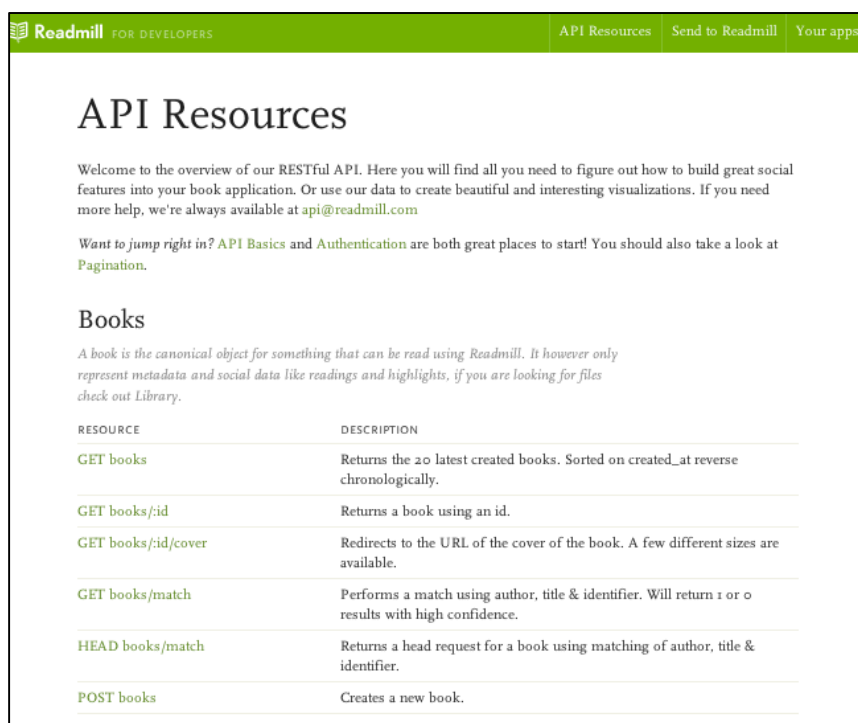 Readmill FOR DEVELOPERS API Resources Send to Readmill Your apps
API Resources
Welcome to the overview of our RESTful API. Here you will find all you need to figure out how to build great social
features into your book application. Or use our data to create beautiful and interesting visualizations. If you need
more help, we're always available at api@readmill.com
Want to jump right in? API Basics and Authentication are both great places to start! You should also take a look at
Pagination.
Books
A book is the canonical object for something that can be read using Readmill. It however only
represent metadata and social data like readings and highlights, if you are looking for files
check out Library.
RESOURCE DESCRIPTION
GET books Returns the 20 latest created books. Sorted on created_at reverse
chronologically.
GET books/:id Returns a book using an id.
GET books/:id/cover Redirects to the URL of the cover of the book. A few different sizes are
available.
GET books/match Performs a match using author, title & identifier. Will return 1 or 0
results with high confidence.
HEAD books/match Returns a head request for a book using matching of author, title &
identifier.
POST books Creates a new book.